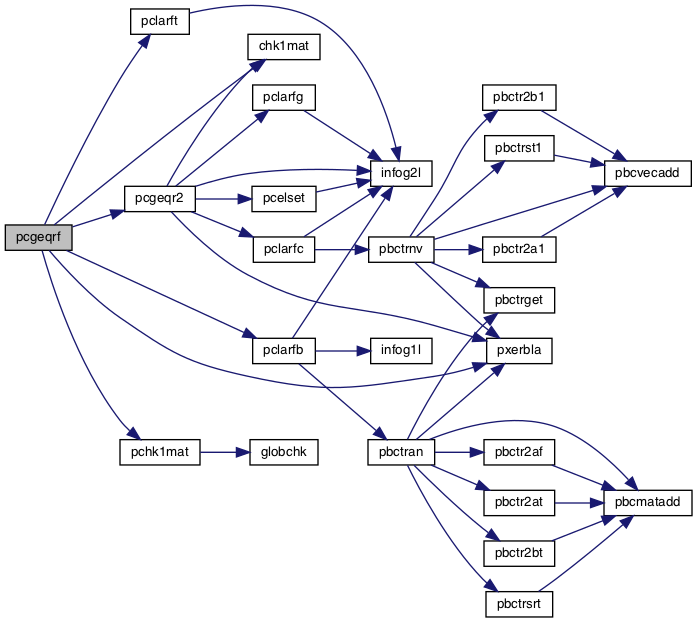 pclarft
chk1mat
pclarfg
pbctr2b1
pbctrst1
infog2l
pbcvecadd
pcgeqr2
pcelset
pcgeqrf
pclarfc
pbctrnv
pbctr2a1
pbctrget
pclarfb
infog1l
pxerbla
pchk1mat
globchk
pbctran
pbctr2af
pbctr2at
pbcmatadd
pbctr2bt
pbctrsrt